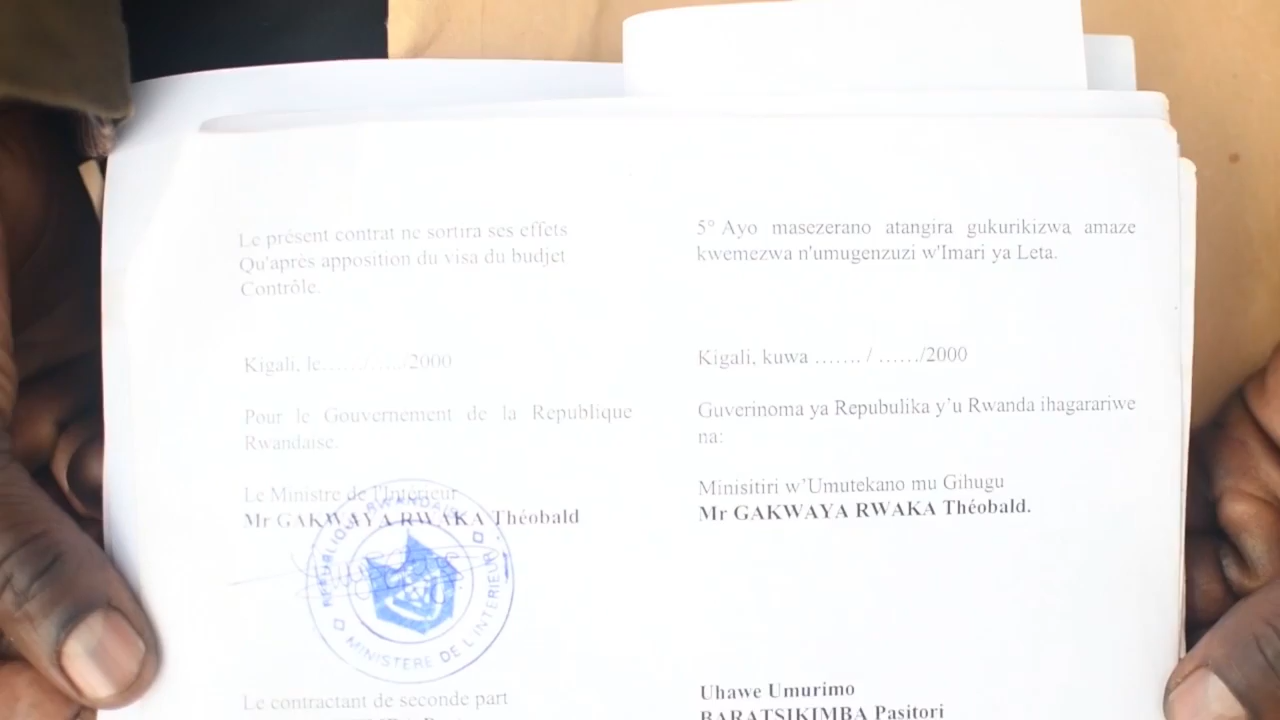 Le présent contrat ne sortira ses effets
Qu'après apposition du visa du budjet
Contrôle.
Kigali, le....../....../2000
Pour le Gouvernement de la Republique
Rwandaise.
Le Ministre de l'Intérieur
Mr GAKWAYA RWAKA Théobald
REPUBLIQUE RWANDAISE
MINISTERE DE L'INTERIEUR
Le contractant de seconde part
5° Ayo masezerano atangira gukurikizwa amaze
kwemezwa n'umugenzuzi w'Imari ya Leta.
Kigali, kuwa ……. / ……/2000
Guverinoma ya Repubulika y’u Rwanda ihagarariwe
na:
Minisitiri w’Umutekano mu Gihugu
Mr GAKWAYA RWAKA Théobald.
Uhawe Umurimo
BARATSIKIMBA Pasitori